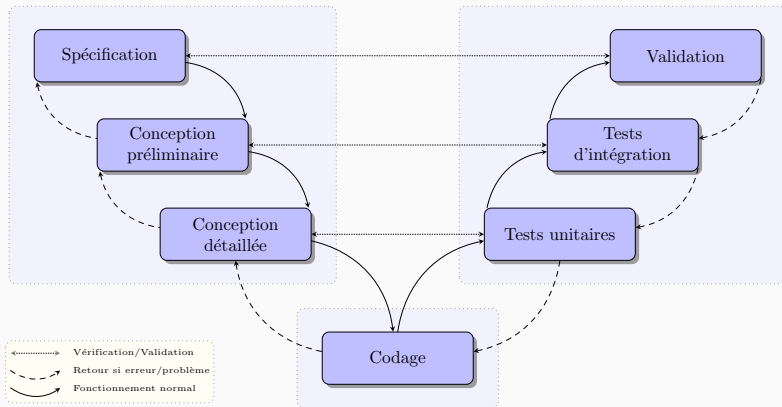 Spécification
Validation
Conception
préliminaire
Tests
d'intégration
Conception
détaillée
Tests unitaires
Codage
Vérification/Validation
Retour si erreur/problème
Fonctionnement normal